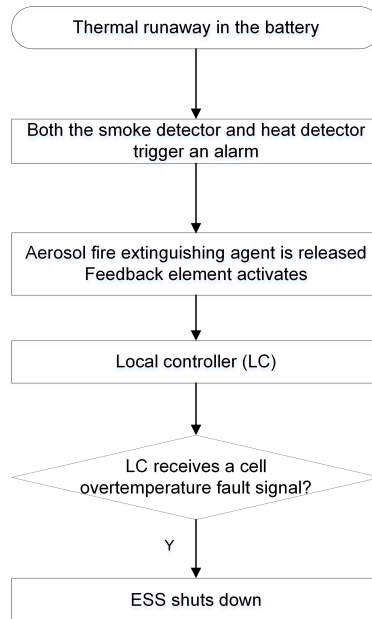 Thermal runaway in the battery
Both the smoke detector and heat detector
trigger an alarm
Aerosol fire extinguishing agent is released
Feedback element activates
Local controller (LC)
LC receives a cell
overtemperature fault signal?
Y
ESS shuts down